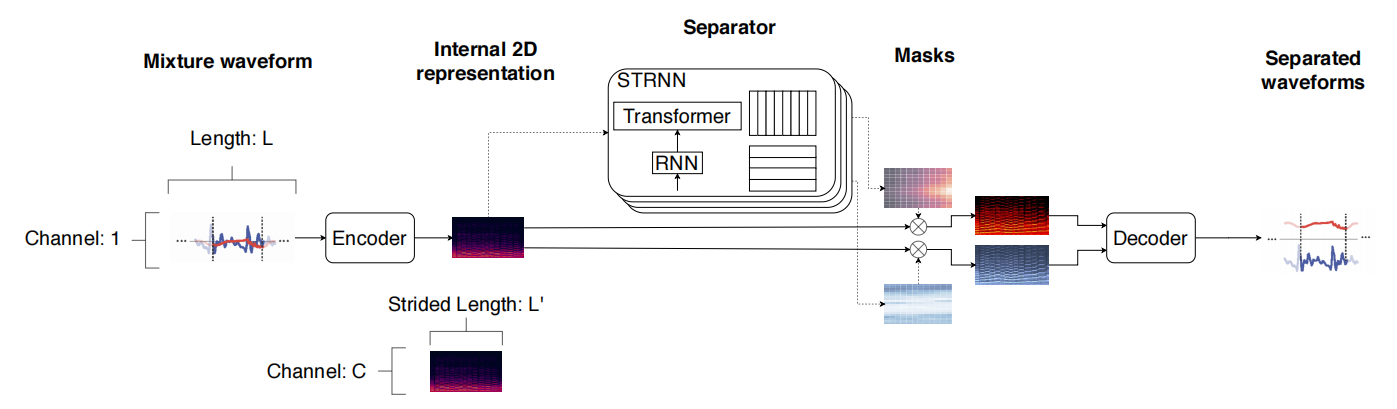 Mixture waveform
Internal 2D
representation
Separator
Masks
Separated
waveforms
STRNN
Transformer
RNN
Length: L
Channel: 1
...
...
Encoder
Decoder
...
...
Strided Length: L'
Channel: C